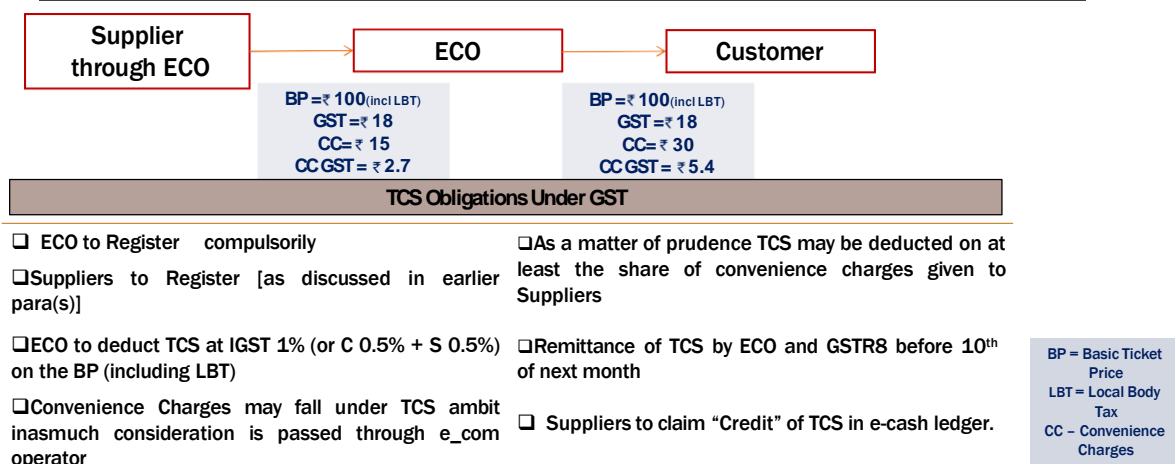 Supplier
through ECO
ECO
Customer
BP =₹ 100(incl LBT)
GST =₹ 18
CC= ₹ 15
CC GST = ₹ 2.7
BP =₹ 100(incl LBT)
GST =₹ 18
CC= ₹ 30
CC GST = ₹ 5.4
TCS Obligations Under GST
❑ ECO to Register compulsorily
❑Suppliers to Register [as discussed in earlier
para(s)]
❑ECO to deduct TCS at IGST 1% (or C 0.5% + S 0.5%)
on the BP (including LBT)
❑Convenience Charges may fall under TCS ambit
inasmuch consideration is passed through e_com
operator
❑As a matter of prudence TCS may be deducted on at
least the share of convenience charges given to
Suppliers
❑Remittance of TCS by ECO and GSTR8 before 10th
of next month
❑ Suppliers to claim “Credit” of TCS in e-cash ledger.
BP = Basic Ticket
Price
LBT = Local Body
Tax
CC – Convenience
Charges